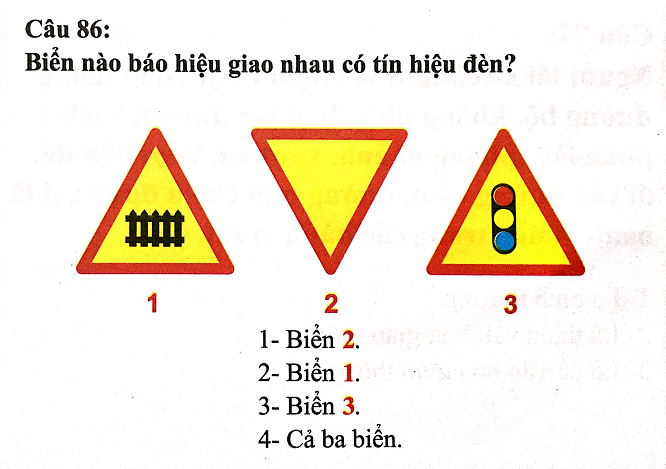 Câu 86:
Biển nào báo hiệu giao nhau có tín hiệu đèn?
1 2 3
1- Biển 2.
2- Biển 1.
3- Biển 3.
4- Cả ba biển.